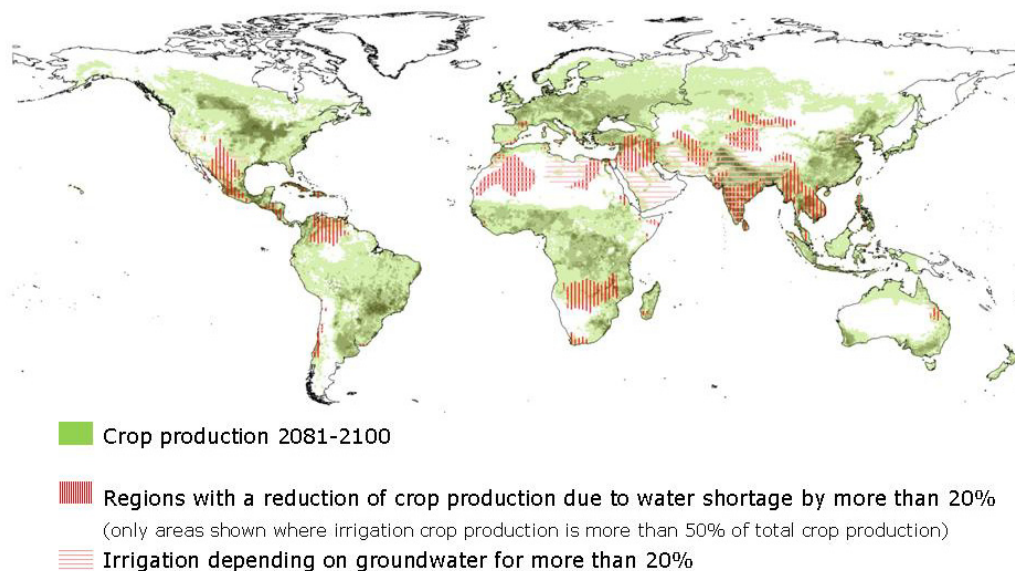 Crop production 2081-2100
Regions with a reduction of crop production due to water shortage by more than 20%
(only areas shown where irrigation crop production is more than 50% of total crop production)
Irrigation depending on groundwater for more than 20%